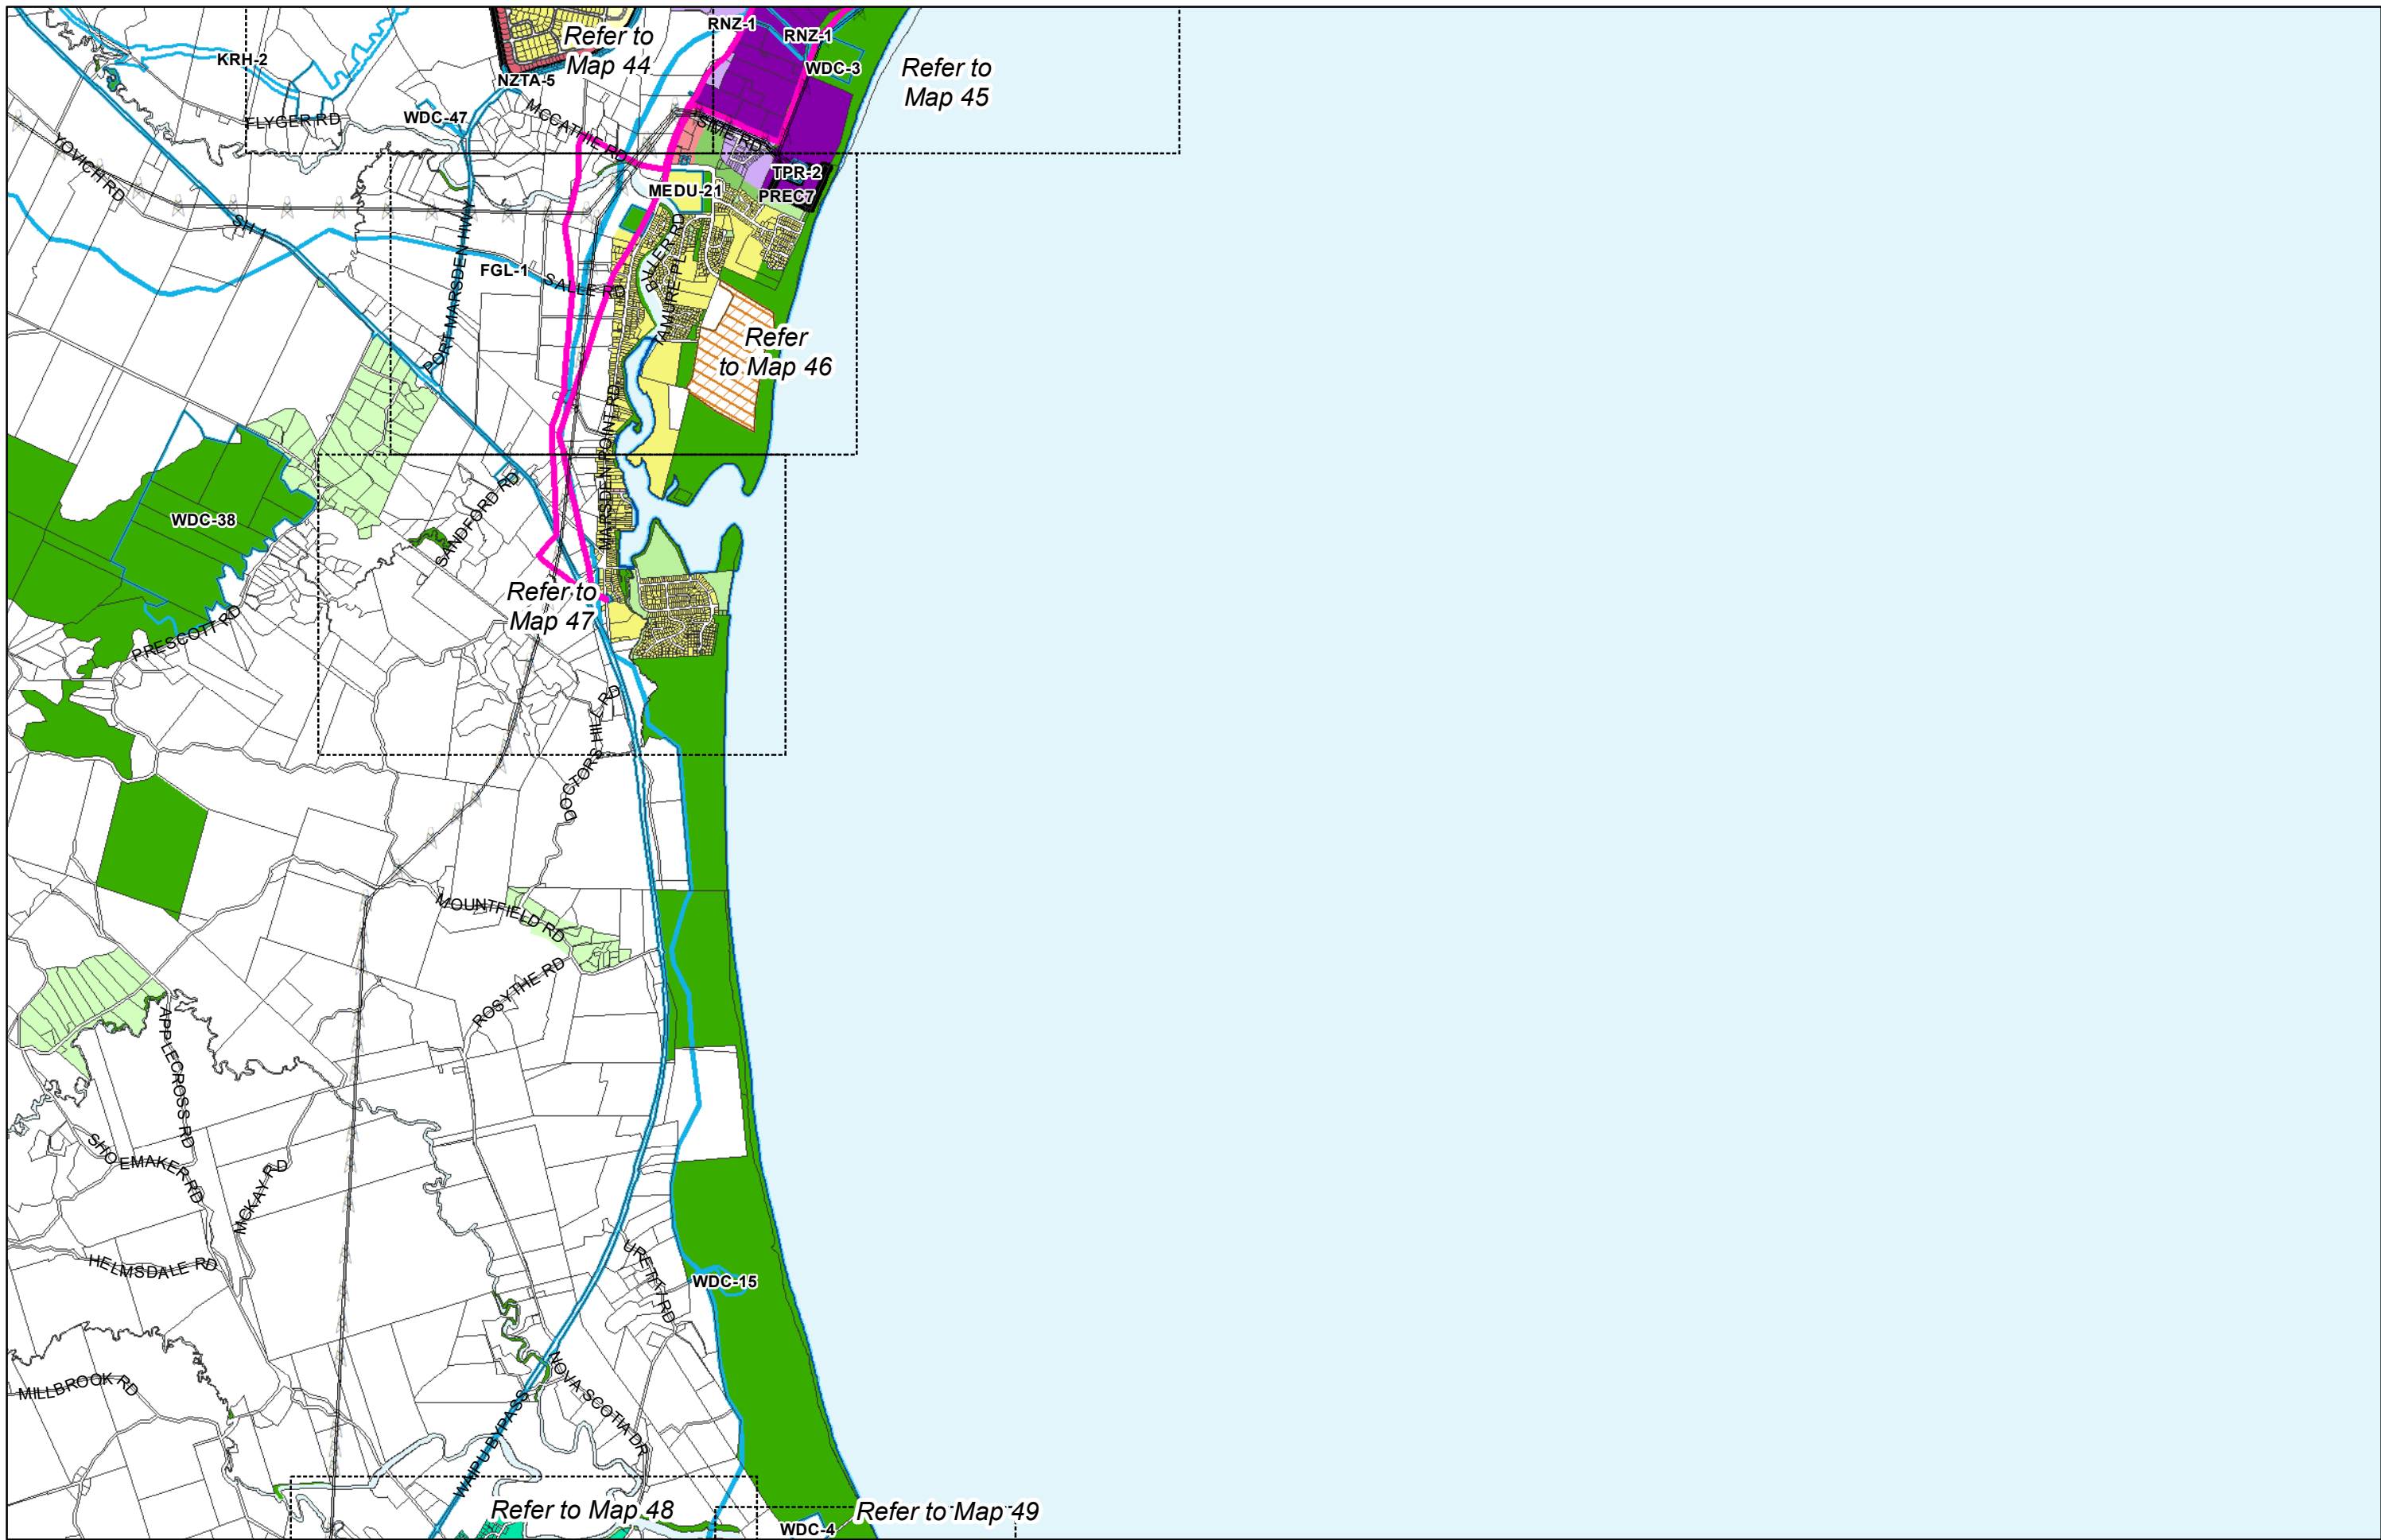 RNZ-1
RNZ-1
Refer to
Map 44
KRH-2
WDC-3
Refer to
Map 45
NZTA-5
MCCATHIE RD
WDC-47
FLYGER RD
SIME RD
YOVICH RD
TPR-2
MEDU-21
PREC7
SH 1
PORT MARSDEN HWY
BYLLER RD
TAMURE PL
FGL-1
SALLE RD
Refer
to Map 46
MARSDEN POINT RD
SANDFORD RD
WDC-38
Refer to
Map 47
PRESCOTT RD
DOCTORS HILL RD
MOUNTFIELD RD
ROSYTHE RD
APPLECROSS RD
SHOEMAKER RD
MCKAY RD
HELMSDALE RD
URETITI RD
WDC-15
MILLBROOK RD
NOVA SCOTIA DR
WAIPU BYPASS
Refer to Map 48
Refer to Map 49
WDC-4